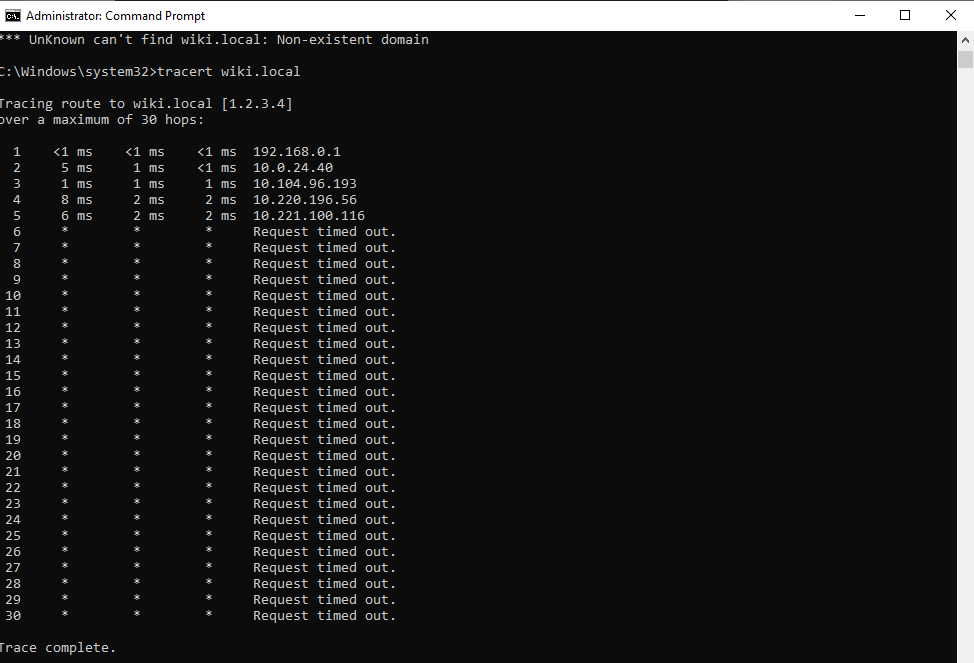 Administrator: Command Prompt
*** UnKnown can't find wiki.local: Non-existent domain
C:\Windows\system32>tracert wiki.local
Tracing route to wiki.local [1.2.3.4]
over a maximum of 30 hops:
1 <1 ms <1 ms <1 ms 192.168.0.1
2 5 ms 1 ms <1 ms 10.0.24.40
3 1 ms 1 ms 1 ms 10.104.96.193
4 8 ms 2 ms 2 ms 10.220.196.56
5 6 ms 2 ms 2 ms 10.221.100.116
6 * * * Request timed out.
7 * * * Request timed out.
8 * * * Request timed out.
9 * * * Request timed out.
10 * * * Request timed out.
11 * * * Request timed out.
12 * * * Request timed out.
13 * * * Request timed out.
14 * * * Request timed out.
15 * * * Request timed out.
16 * * * Request timed out.
17 * * * Request timed out.
18 * * * Request timed out.
19 * * * Request timed out.
20 * * * Request timed out.
21 * * * Request timed out.
22 * * * Request timed out.
23 * * * Request timed out.
24 * * * Request timed out.
25 * * * Request timed out.
26 * * * Request timed out.
27 * * * Request timed out.
28 * * * Request timed out.
29 * * * Request timed out.
30 * * * Request timed out.
Trace complete.